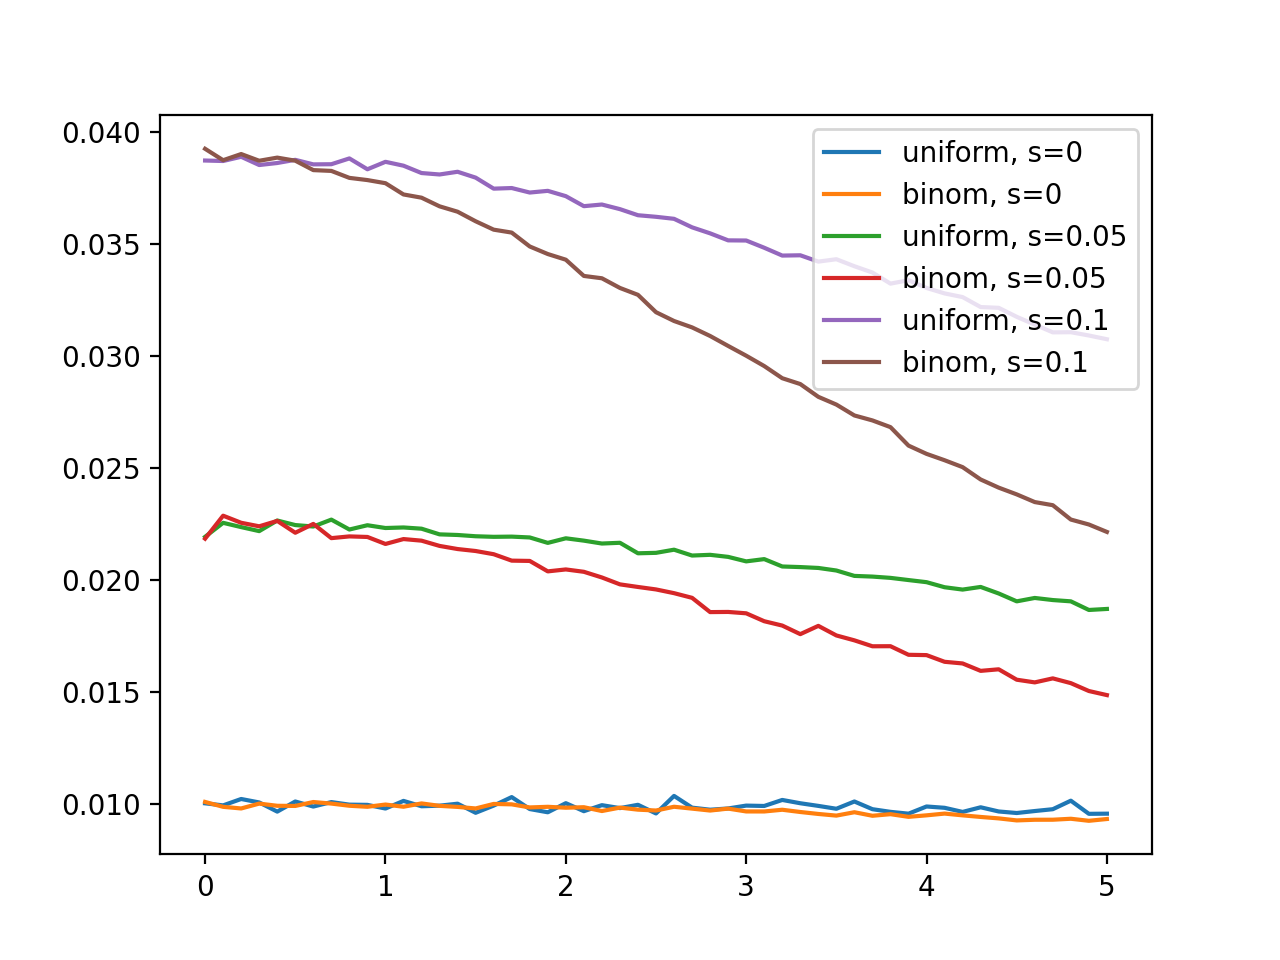 0.040
0.035
0.030
0.025
0.020
0.015
0.010
uniform, s=0
binom, s=0
uniform, s=0.05
binom, s=0.05
uniform, s=0.1
binom, s=0.1
0 1 2 3 4 5